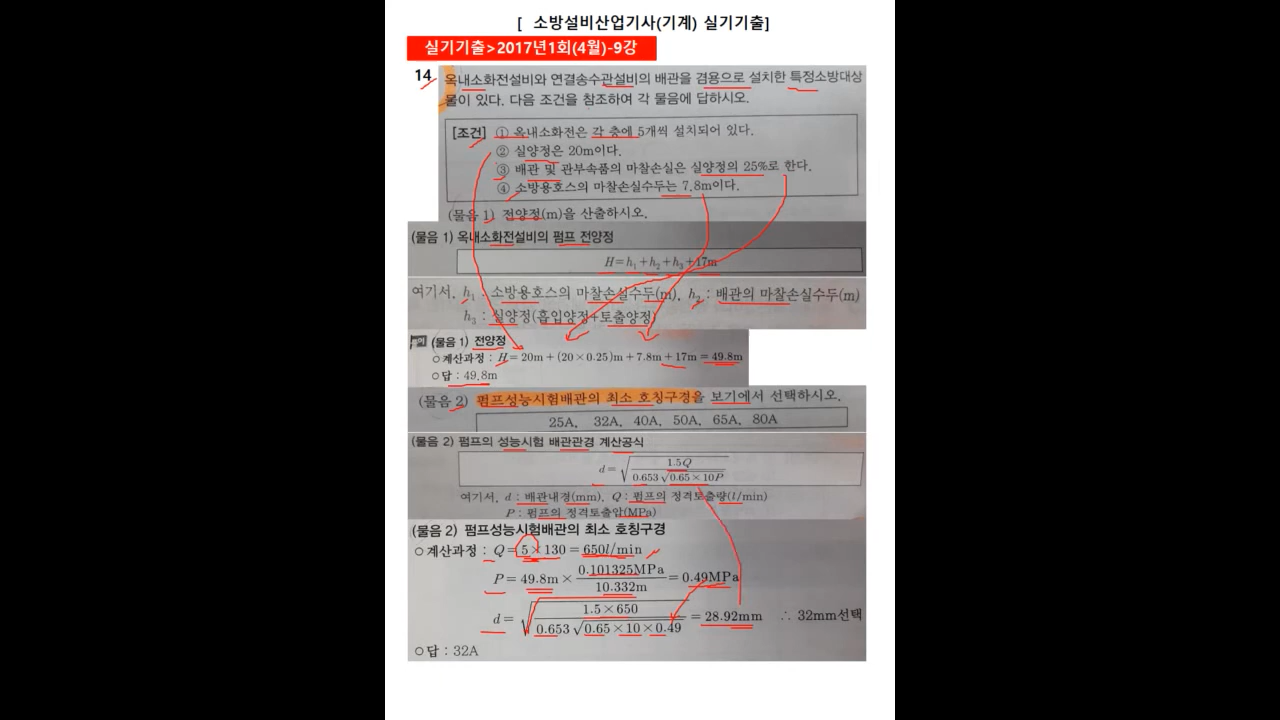 [ 소방설비산업기사(기계) 실기기출]
실기기출>2017년1회(4월)-9강
14 옥내소화전설비와 연결송수관설비의 배관을 겸용으로 설치한 특정소방대상
물이 있다. 다음 조건을 참조하여 각 물음에 답하시오.
[조건] ① 옥내소화전은 각 층에 5개씩 설치되어 있다.
② 실양정은 20m이다.
③ 배관 및 관부속품의 마찰손실은 실양정의 25%로 한다.
④ 소방용호스의 마찰손실수두는 7.8m이다.
(물음 1) 전양정(m)을 산출하시오.
(물음 1) 옥내소화전설비의 펌프 전양정
H=h₁+h₂+h₃+17m
여기서, h₁ : 소방용호스의 마찰손실수두(m), h₂ : 배관의 마찰손실수두(m)
h₃ : 실양정(흡입양정+토출양정)
(물음 1) 전양정
○계산과정 : H=20m+(20×0.25)m+7.8m+17m=49.8m
○답 : 49.8m
(물음 2) 펌프성능시험배관의 최소 호칭구경을 보기에서 선택하시오.
25A, 32A, 40A, 50A, 65A, 80A
(물음 2) 펌프의 성능시험 배관관경 계산공식
d=√(1.5Q / 0.653√(0.65×10P))
여기서, d : 배관내경(mm), Q : 펌프의 정격토출량(l/min)
P : 펌프의 정격토출압(MPa)
(물음 2) 펌프성능시험배관의 최소 호칭구경
○계산과정 : Q=5×130=650l/min
P=49.8m×0.101325MPa / 10.332m=0.49MPa
d=√(1.5×650 / 0.653√(0.65×10×0.49))=28.92mm ∴ 32mm선택
○답 : 32A